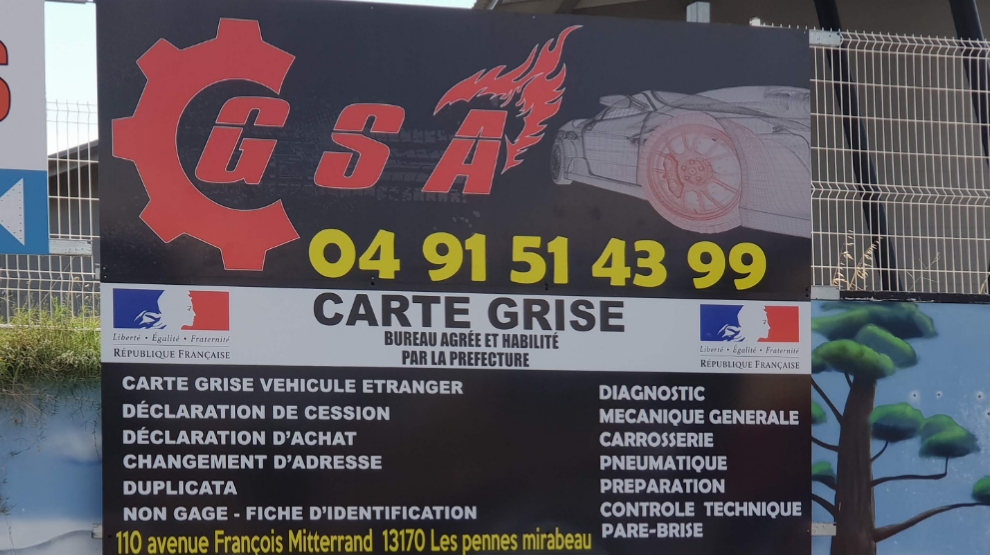 GSA
04 91 51 43 99
CARTE GRISE
BUREAU AGRÉE ET HABILITÉ
PAR LA PREFECTURE
Liberté • Égalité • Fraternité
RÉPUBLIQUE FRANÇAISE
Liberté • Égalité • Fraternité
RÉPUBLIQUE FRANÇAISE
CARTE GRISE VEHICULE ETRANGER
DÉCLARATION DE CESSION
DÉCLARATION D'ACHAT
CHANGEMENT D'ADRESSE
DUPLICATA
NON GAGE - FICHE D'IDENTIFICATION
DIAGNOSTIC
MECANIQUE GENERALE
CARROSSERIE
PNEUMATIQUE
PREPARATION
CONTROLE TECHNIQUE
PARE-BRISE
110 avenue François Mitterrand 13170 Les pennes mirabeau